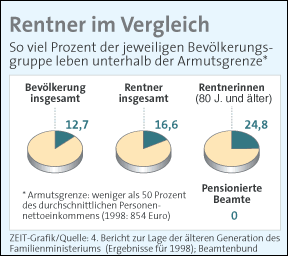 Rentner im Vergleich
So viel Prozent der jeweiligen Bevölkerungs-
gruppe leben unterhalb der Armutsgrenze*
Bevölkerung
insgesamt
12,7
Rentner
insgesamt
16,6
Rentnerinnen
(80 J. und älter)
24,8
* Armutsgrenze: weniger als 50 Prozent
des durchschnittlichen Personen-
nettoeinkommens (1998: 854 Euro)
Pensionierte
Beamte
0
ZEIT-Grafik/Quelle: 4. Bericht zur Lage der älteren Generation des
Familienministeriums (Ergebnisse für 1998); Beamtenbund